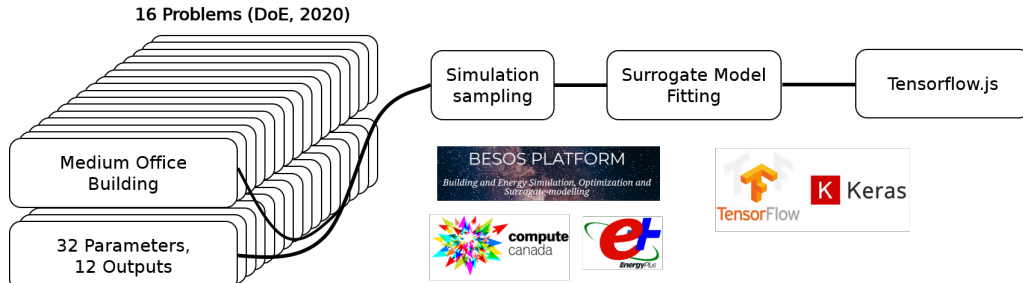 16 Problems (DoE, 2020)
Medium Office
Building
32 Parameters,
12 Outputs
Simulation
sampling
Surrogate Model
Fitting
Tensorflow.js
BESOS PLATFORM
Building and Energy Simulation, Optimization and
Surrogate-modelling
compute
canada
e+
EnergyPlus
TensorFlow
K Keras